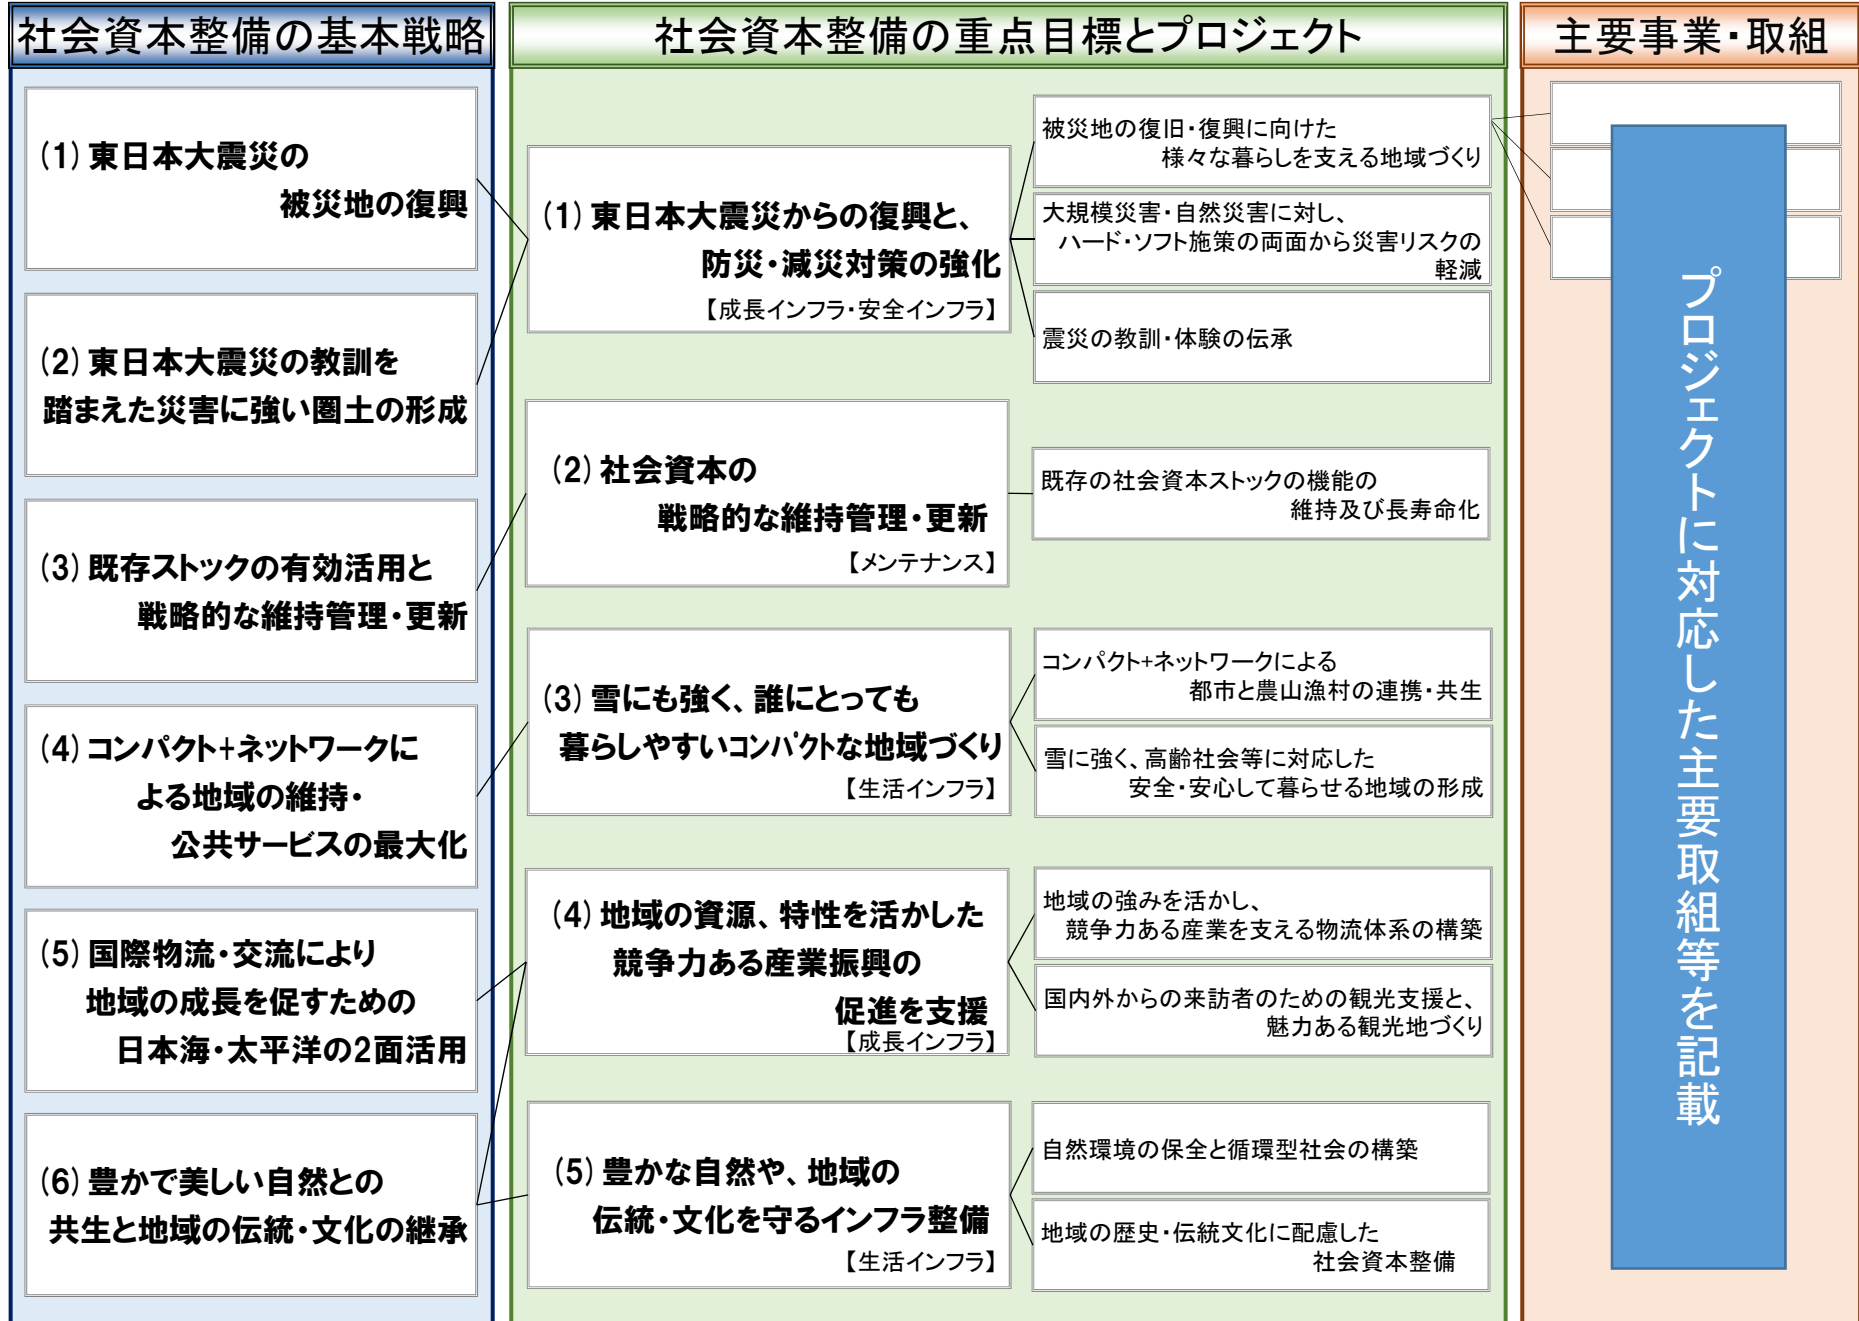 社会資本整備の基本戦略
(1) 東日本大震災の
被災地の復興
(2) 東日本大震災の教訓を
踏まえた災害に強い圏土の形成
(3) 既存ストックの有効活用と
戦略的な維持管理・更新
(4) コンパクト+ネットワークに
よる地域の維持・
公共サービスの最大化
(5) 国際物流・交流により
地域の成長を促すための
日本海・太平洋の2面活用
(6) 豊かで美しい自然との
共生と地域の伝統・文化の継承
社会資本整備の重点目標とプロジェクト
(1) 東日本大震災からの復興と、
防災・減災対策の強化
【成長インフラ・安全インフラ】
被災地の復旧・復興に向けた
様々な暮らしを支える地域づくり
大規模災害・自然災害に対し、
ハード・ソフト施策の両面から災害リスクの
軽減
震災の教訓・体験の伝承
(2) 社会資本の
戦略的な維持管理・更新
【メンテナンス】
既存の社会資本ストックの機能の
維持及び長寿命化
(3) 雪にも強く、誰にとっても
暮らしやすいコンパクトな地域づくり
【生活インフラ】
コンパクト+ネットワークによる
都市と農山漁村の連携・共生
雪に強く、高齢社会等に対応した
安全・安心して暮らせる地域の形成
(4) 地域の資源、特性を活かした
競争力ある産業振興の
促進を支援
【成長インフラ】
地域の強みを活かし、
競争力ある産業を支える物流体系の構築
国内外からの来訪者のための観光支援と、
魅力ある観光地づくり
(5) 豊かな自然や、地域の
伝統・文化を守るインフラ整備
【生活インフラ】
自然環境の保全と循環型社会の構築
地域の歴史・伝統文化に配慮した
社会資本整備
主要事業・取組
プロジェクトに対応した主要取組等を記載